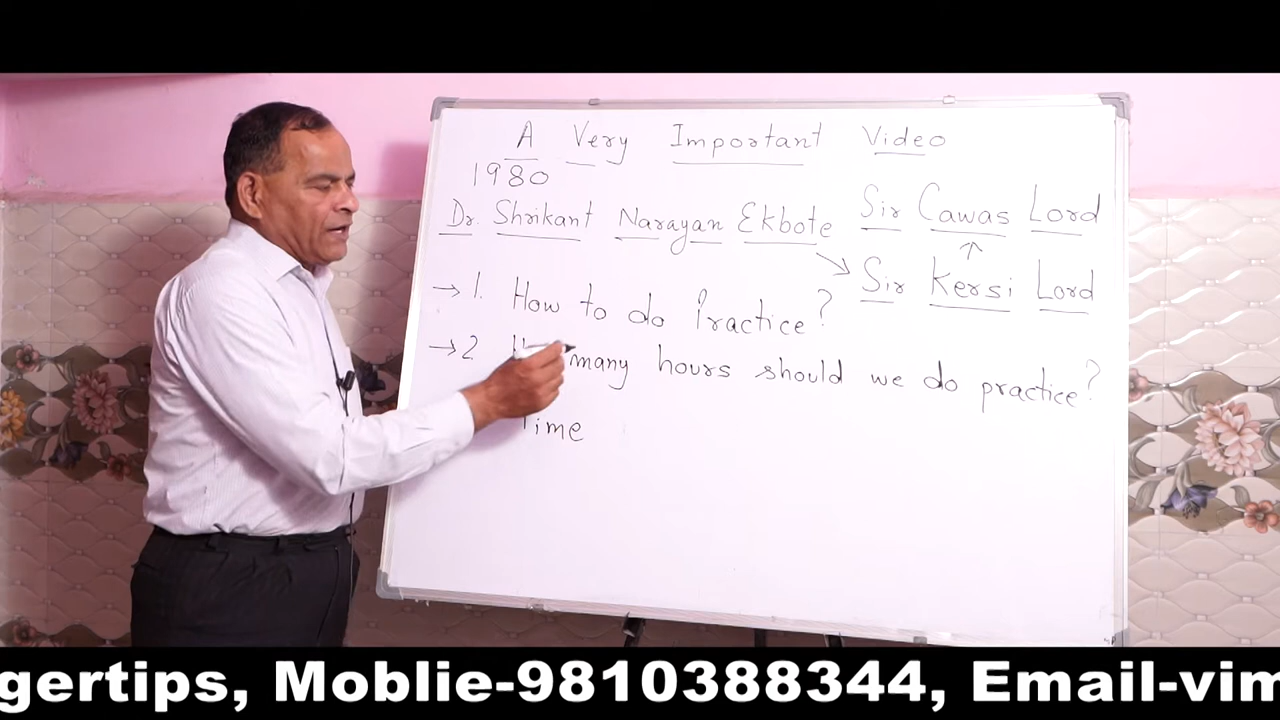 A Very Important Video
1980
Dr. Shrikant Narayan Ekbote
Sir Cawas Lord
↑
→ Sir Kersi Lord
→ 1. How to do Practice?
→ 2 many hours should we do practice?
Time
gertips, Moblie-9810388344, Email-vim